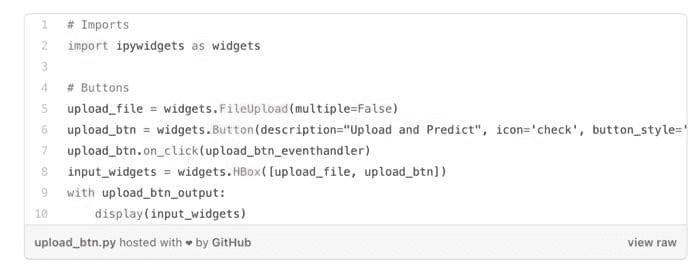 1 # Imports
2 import ipywidgets as widgets
3
4 # Buttons
5 upload_file = widgets.FileUpload(multiple=False)
6 upload_btn = widgets.Button(description="Upload and Predict", icon='check', button_style='
7 upload_btn.on_click(upload_btn_eventhandler)
8 input_widgets = widgets.HBox([upload_file, upload_btn])
9 with upload_btn_output:
10     display(input_widgets)
upload_btn.py hosted with ❤ by GitHub view raw